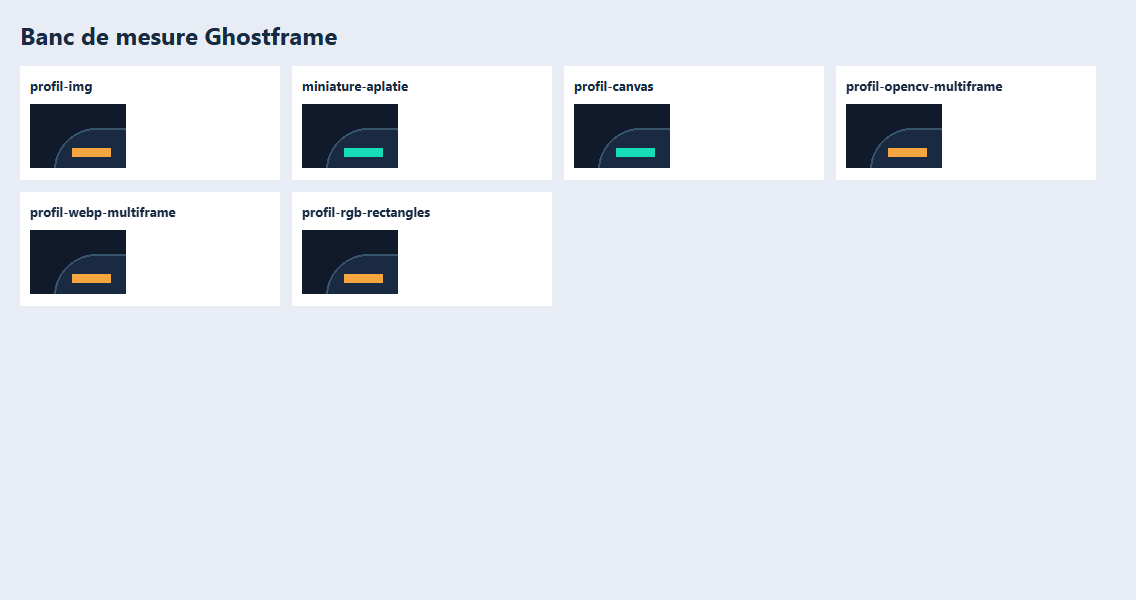 Banc de mesure Ghostframe
profil-img
miniature-aplatie
profil-canvas
profil-opencv-multiframe
profil-webp-multiframe
profil-rgb-rectangles